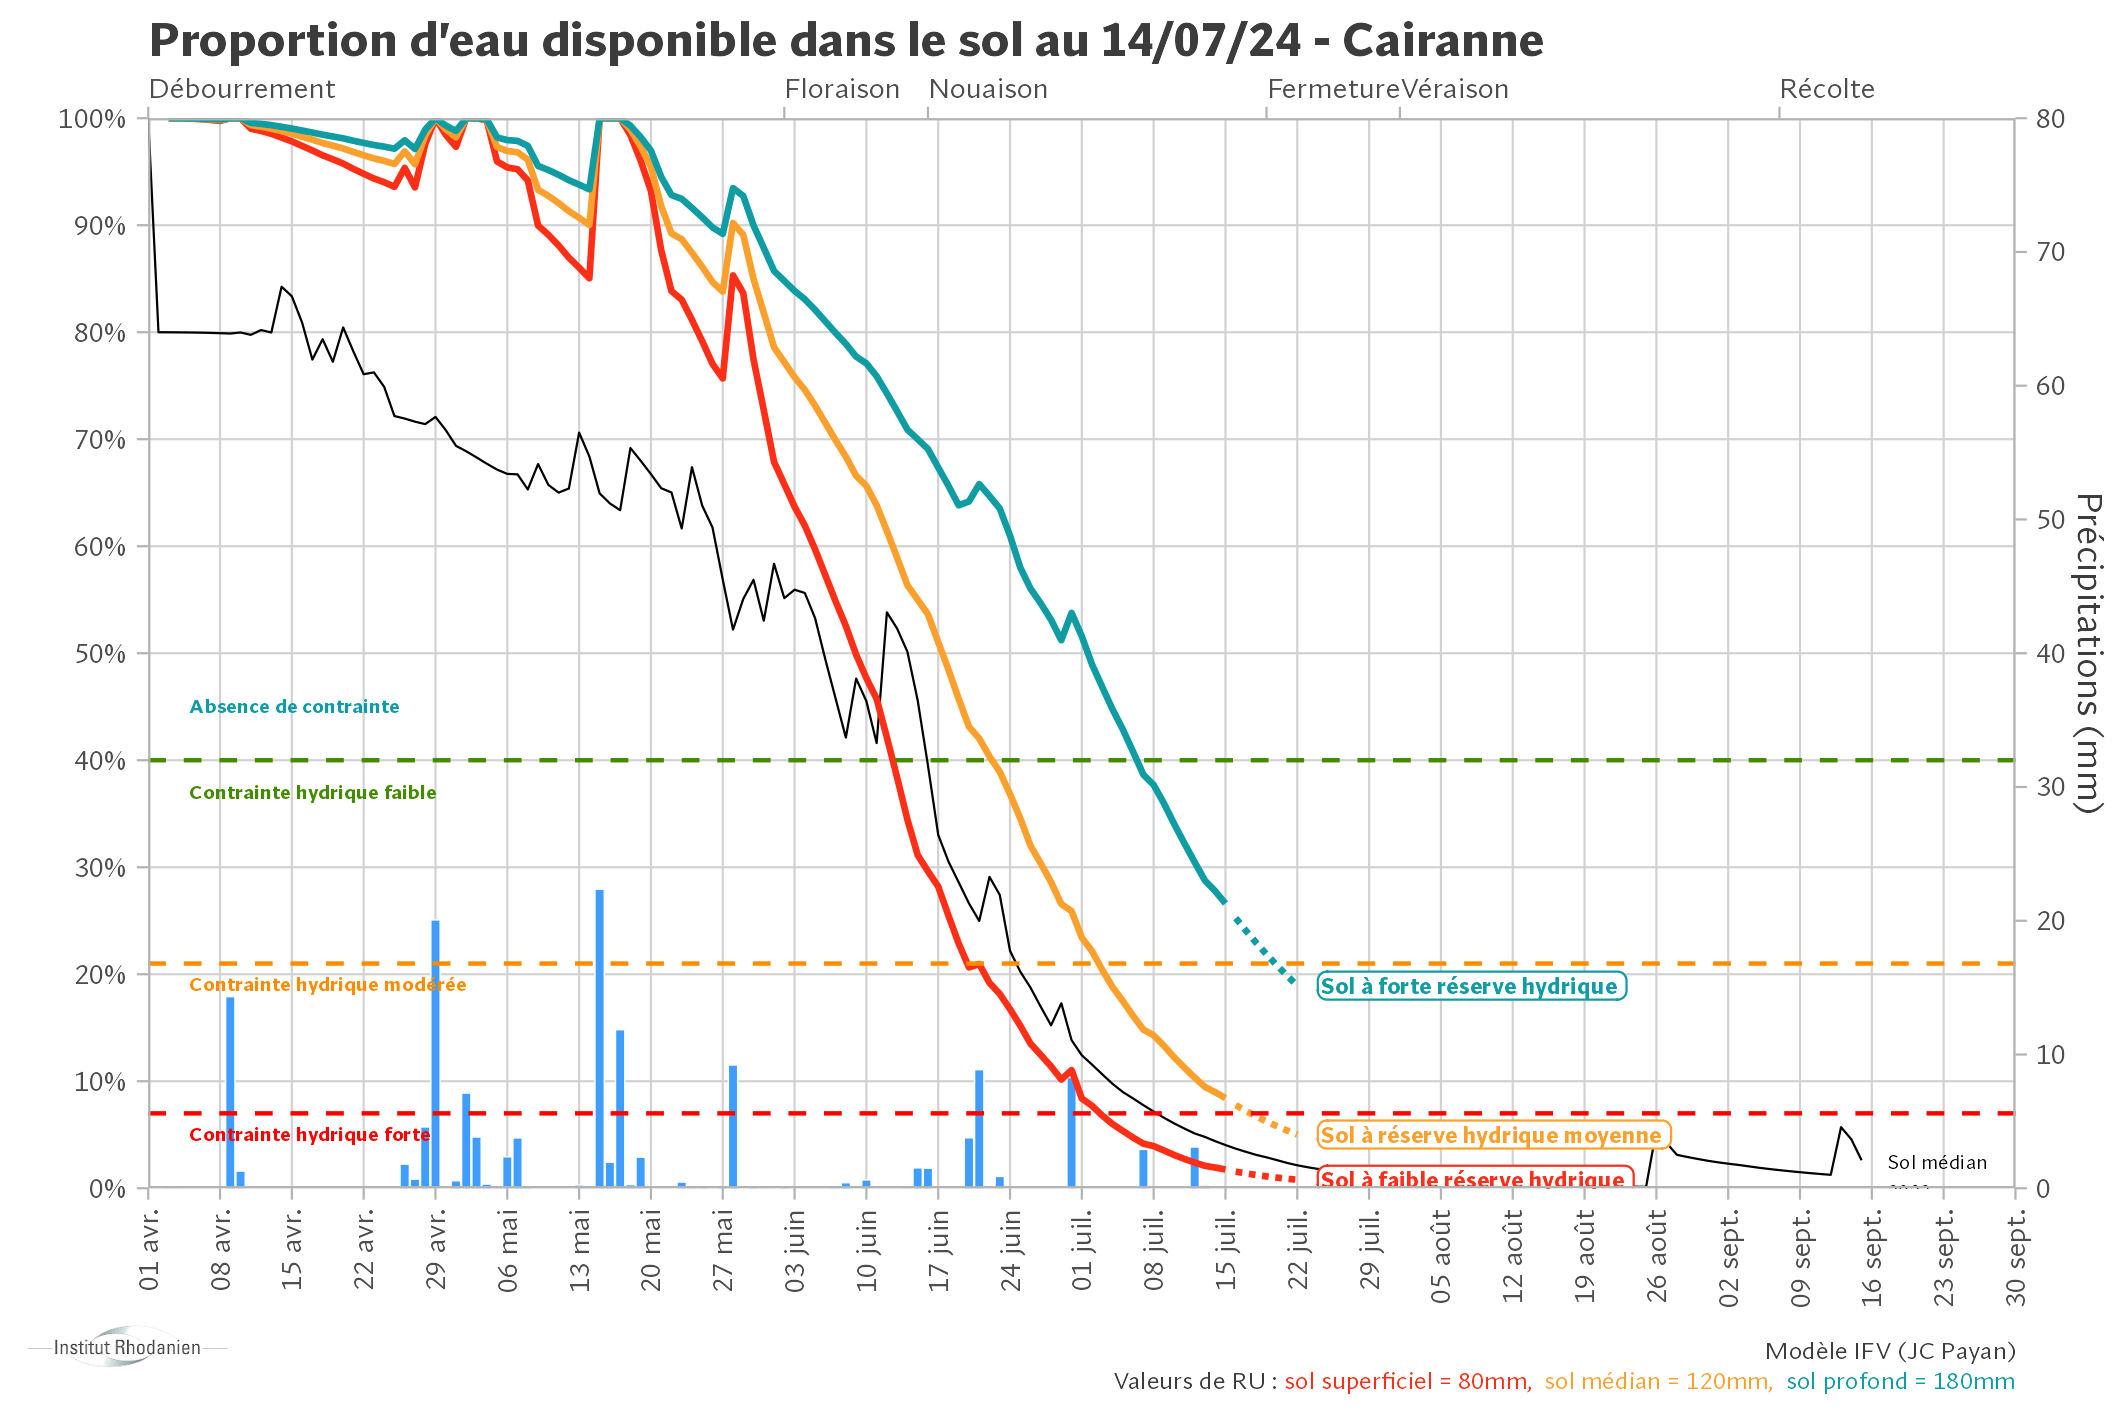 Proportion d'eau disponible dans le sol au 14/07/24 - Cairanne
Débourrement Floraison Nouaison Fermeture Véraison Récolte
100%
90%
80%
70%
60%
50%
40%
30%
20%
10%
0%
80
70
60
50
40
30
20
10
0
Précipitations (mm)
Absence de contrainte
Contrainte hydrique faible
Contrainte hydrique modérée
Contrainte hydrique forte
Sol à forte réserve hydrique
Sol à réserve hydrique moyenne
Sol à faible réserve hydrique
Sol médian
01 avr.
08 avr.
15 avr.
22 avr.
29 avr.
06 mai
13 mai
20 mai
27 mai
03 juin
10 juin
17 juin
24 juin
01 juil.
08 juil.
15 juil.
22 juil.
29 juil.
05 août
12 août
19 août
26 août
02 sept.
09 sept.
16 sept.
23 sept.
30 sept.
Institut Rhodanien
Modèle IFV (JC Payan)
Valeurs de RU : sol superficiel = 80mm, sol médian = 120mm, sol profond = 180mm